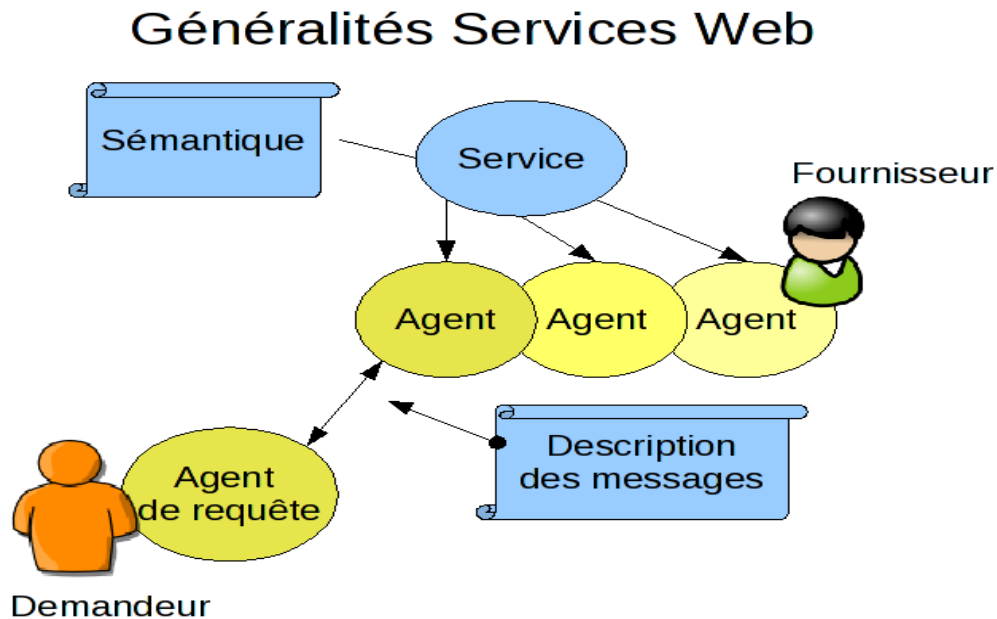 Généralités Services Web
Sémantique
Service
Fournisseur
Agent
Agent
Agent
Description
des messages
Agent
de requête
Demandeur